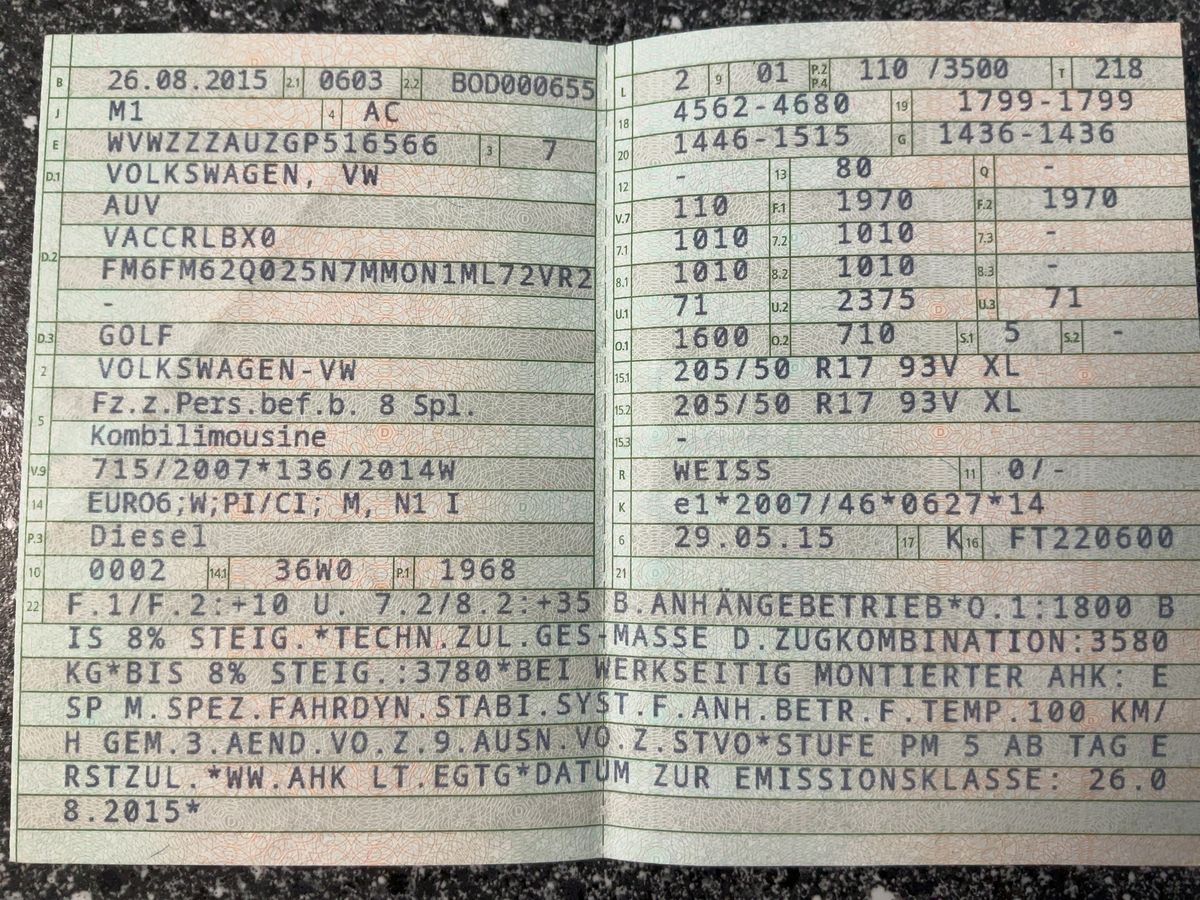 B 26.08.2015 2.1 0603 2.2 BOD000655
J M1 4 AC
E WVWZZZAUZGP516566 3 7
D.1 VOLKSWAGEN, VW
AUV
D.2 VACCRLBX0
FM6FM62Q025N7MMON1ML72VR2
-
D.3 GOLF
2 VOLKSWAGEN-VW
5 Fz.z.Pers.bef.b. 8 Spl.
Kombilimousine
V.9 715/2007*136/2014W
14 EURO6;W;PI/CI; M, N1 I
P.3 Diesel
10 0002 14.1 36W0 P.1 1968
L 2 9 01 P.2 P.4 110 /3500 T 218
18 4562-4680 19 1799-1799
20 1446-1515 G 1436-1436
12 - 13 80 Q -
V.7 110 F.1 1970 F.2 1970
7.1 1010 7.2 1010 7.3 -
8.1 1010 8.2 1010 8.3 -
U.1 71 U.2 2375 U.3 71
O.1 1600 O.2 710 S.1 5 S.2 -
15.1 205/50 R17 93V XL
15.2 205/50 R17 93V XL
15.3 -
R WEISS 11 0/-
K e1*2007/46*0627*14
6 29.05.15 17 K 16 FT220600
21
22 F.1/F.2:+10 U. 7.2/8.2:+35 B.ANHÄNGEBETRIEB*O.1:1800 B
IS 8% STEIG.*TECHN.ZUL.GES-MASSE D.ZUGKOMBINATION:3580
KG*BIS 8% STEIG.:3780*BEI WERKSEITIG MONTIERTER AHK: E
SP M.SPEZ.FAHRDYN.STABI.SYST.F.ANH.BETR.F.TEMP.100 KM/
H GEM.3.AEND.VO.Z.9.AUSN.VO.Z.STVO*STUFE PM 5 AB TAG E
RSTZUL.*WW.AHK LT.EGTG*DATUM ZUR EMISSIONSKLASSE: 26.0
8.2015*